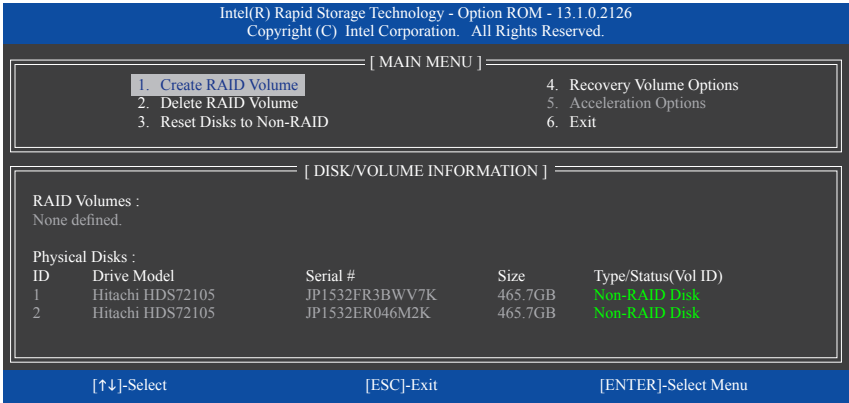 Intel(R) Rapid Storage Technology - Option ROM - 13.1.0.2126
Copyright (C) Intel Corporation. All Rights Reserved.
[ MAIN MENU ]
1. Create RAID Volume
2. Delete RAID Volume
3. Reset Disks to Non-RAID
4. Recovery Volume Options
5. Acceleration Options
6. Exit
[ DISK/VOLUME INFORMATION ]
RAID Volumes :
None defined.
Physical Disks :
ID Drive Model Serial # Size Type/Status(Vol ID)
1 Hitachi HDS72105 JP1532FR3BWV7K 465.7GB Non-RAID Disk
2 Hitachi HDS72105 JP1532ER046M2K 465.7GB Non-RAID Disk
[↑↓]-Select [ESC]-Exit [ENTER]-Select Menu